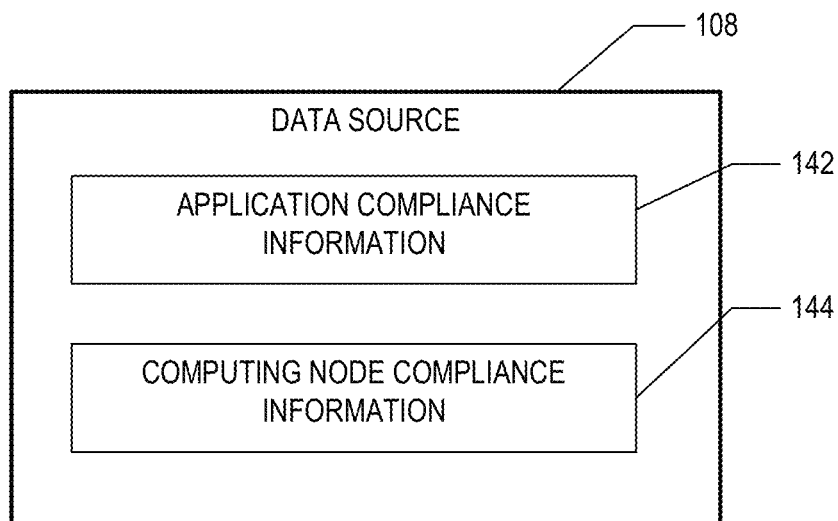 108
DATA SOURCE
142
APPLICATION COMPLIANCE
INFORMATION
144
COMPUTING NODE COMPLIANCE
INFORMATION